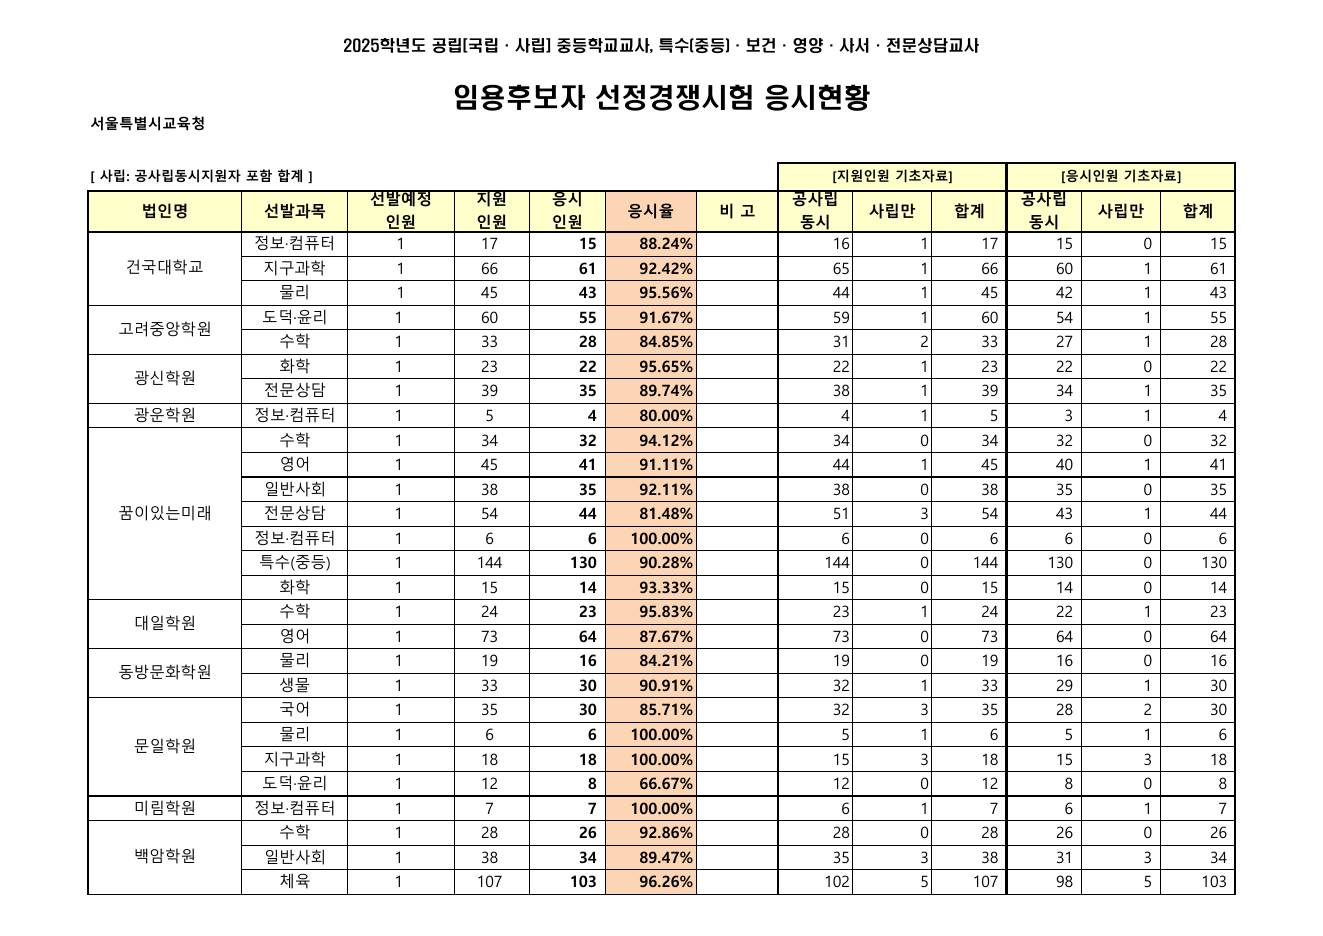 2025학년도 공립[국립 · 사립] 중등학교교사, 특수(중등) · 보건 · 영양 · 사서 · 전문상담교사
임용후보자 선정경쟁시험 응시현황
서울특별시교육청
[ 사립: 공사립동시지원자 포함 합계 ] [지원인원 기초자료] [응시인원 기초자료]
법인명 선발과목 선발예정인원 지원인원 응시인원 응시율 비 고 공사립동시 사립만 합계 공사립동시 사립만 합계
건국대학교 정보·컴퓨터 1 17 15 88.24% 16 1 17 15 0 15
지구과학 1 66 61 92.42% 65 1 66 60 1 61
물리 1 45 43 95.56% 44 1 45 42 1 43
고려중앙학원 도덕·윤리 1 60 55 91.67% 59 1 60 54 1 55
수학 1 33 28 84.85% 31 2 33 27 1 28
광신학원 화학 1 23 22 95.65% 22 1 23 22 0 22
전문상담 1 39 35 89.74% 38 1 39 34 1 35
광운학원 정보·컴퓨터 1 5 4 80.00% 4 1 5 3 1 4
꿈이있는미래 수학 1 34 32 94.12% 34 0 34 32 0 32
영어 1 45 41 91.11% 44 1 45 40 1 41
일반사회 1 38 35 92.11% 38 0 38 35 0 35
전문상담 1 54 44 81.48% 51 3 54 43 1 44
정보·컴퓨터 1 6 6 100.00% 6 0 6 6 0 6
특수(중등) 1 144 130 90.28% 144 0 144 130 0 130
화학 1 15 14 93.33% 15 0 15 14 0 14
대일학원 수학 1 24 23 95.83% 23 1 24 22 1 23
영어 1 73 64 87.67% 73 0 73 64 0 64
동방문화학원 물리 1 19 16 84.21% 19 0 19 16 0 16
생물 1 33 30 90.91% 32 1 33 29 1 30
문일학원 국어 1 35 30 85.71% 32 3 35 28 2 30
물리 1 6 6 100.00% 5 1 6 5 1 6
지구과학 1 18 18 100.00% 15 3 18 15 3 18
도덕·윤리 1 12 8 66.67% 12 0 12 8 0 8
미림학원 정보·컴퓨터 1 7 7 100.00% 6 1 7 6 1 7
백암학원 수학 1 28 26 92.86% 28 0 28 26 0 26
일반사회 1 38 34 89.47% 35 3 38 31 3 34
체육 1 107 103 96.26% 102 5 107 98 5 103